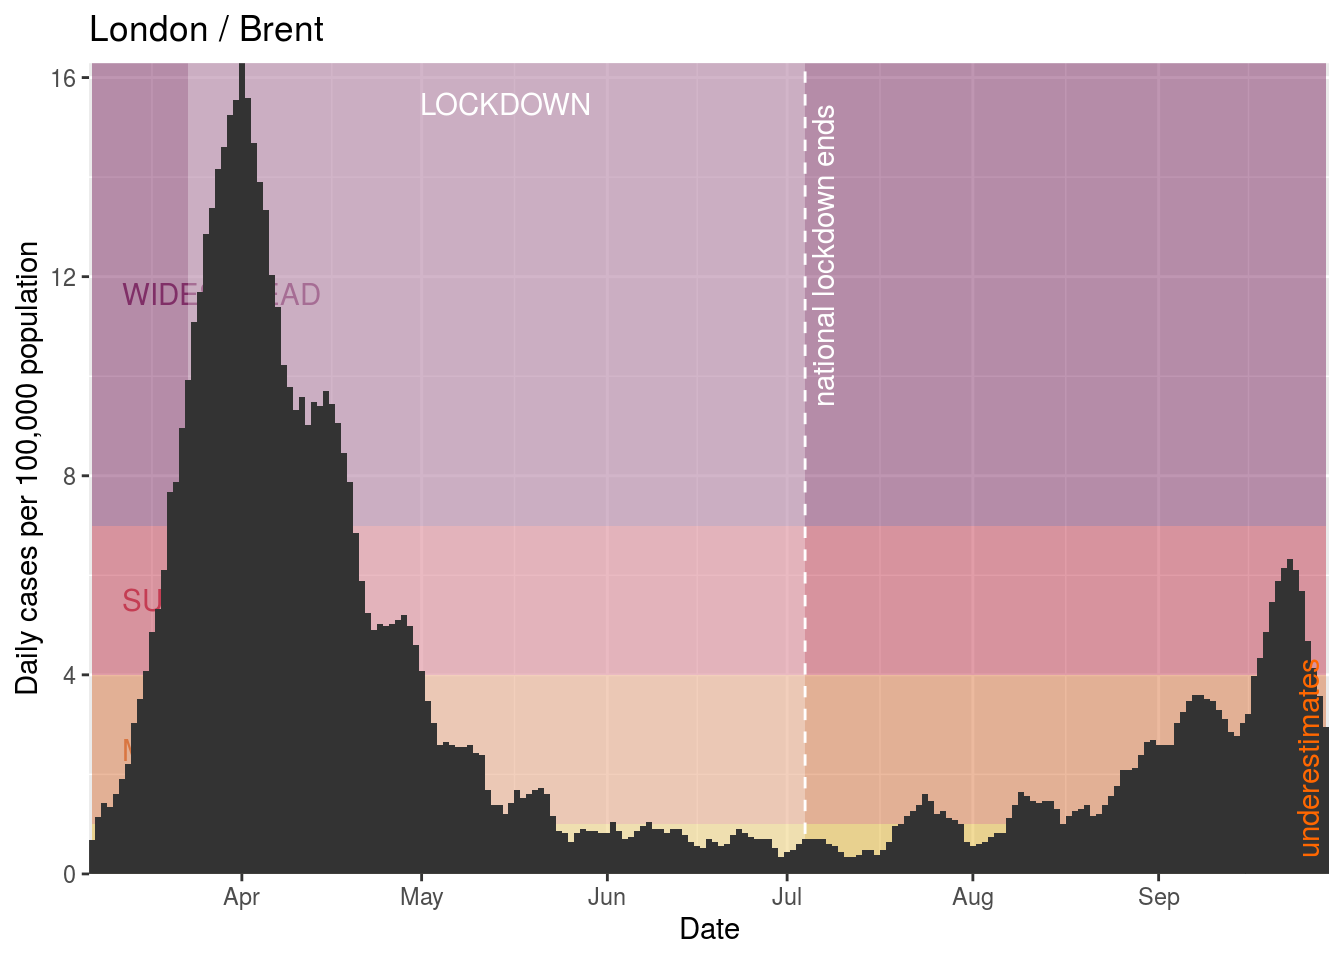 London / Brent
16
12
8
4
0
Daily cases per 100,000 population
LOCKDOWN
national lockdown ends
underestimates
Apr
May
Jun
Jul
Aug
Sep
Date